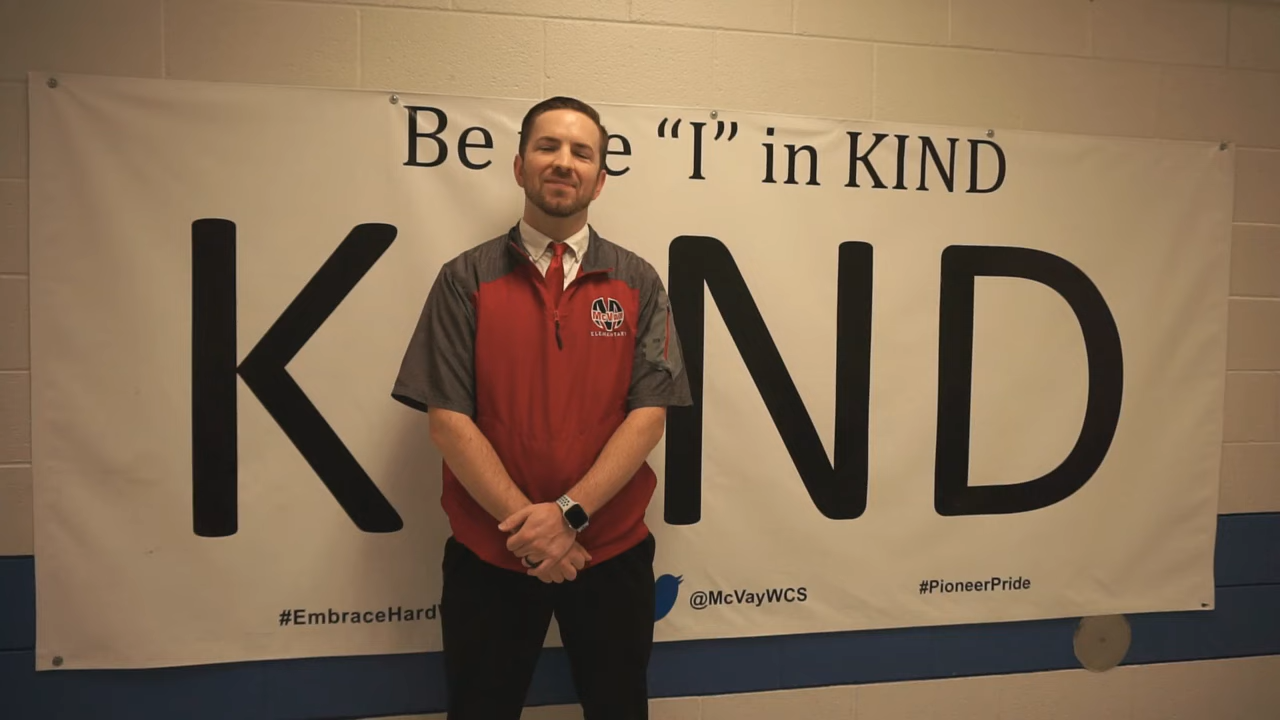 Be e “I” in KIND
K ND
McVay
ELEMENTARY
#EmbraceHard
@McVayWCS
#PioneerPride